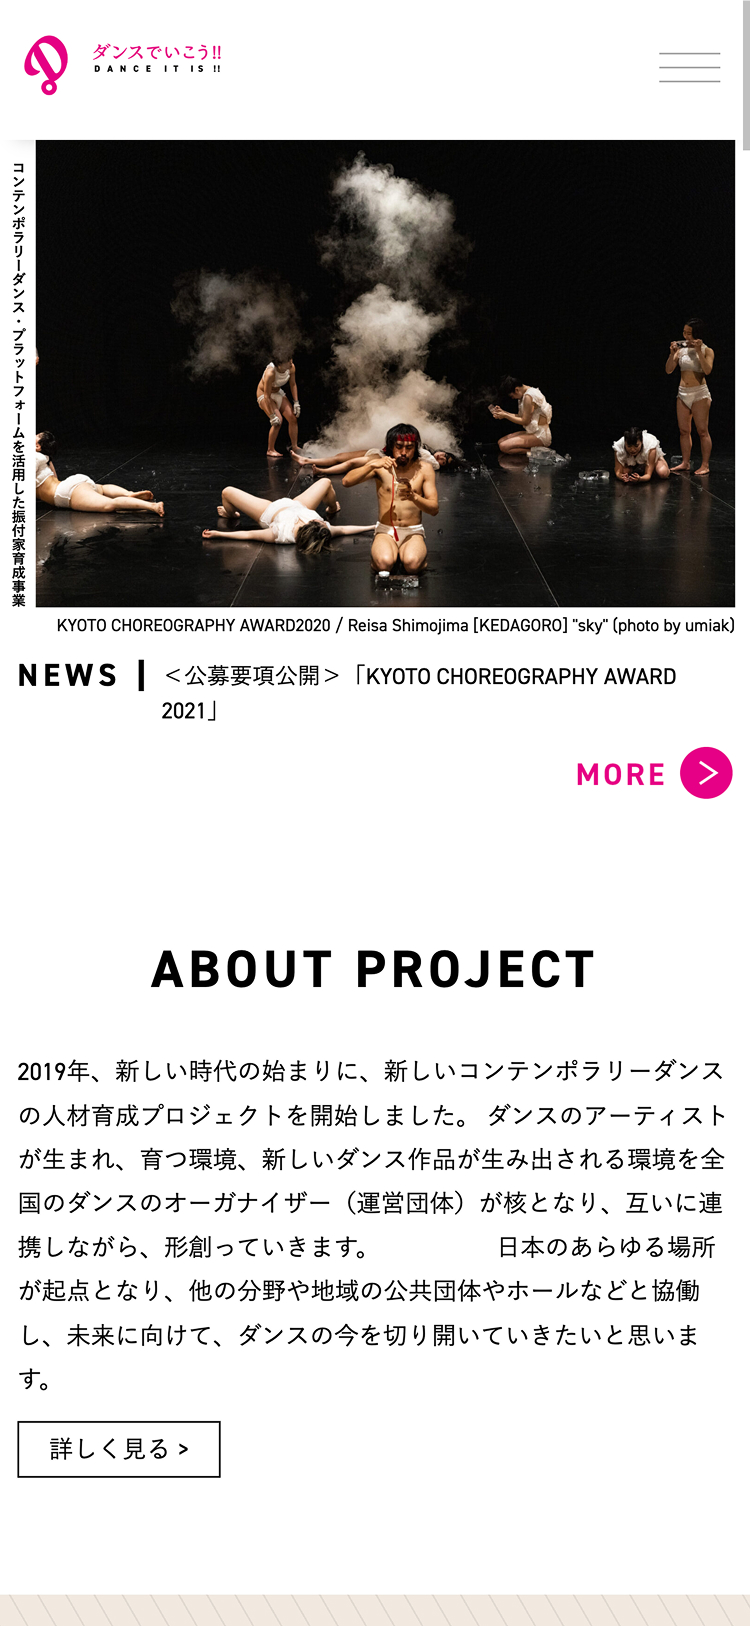 ダンスでいこう!!
DANCE IT IS !!
コンテンポラリーダンス・プラットフォームを活用した振付家育成事業
KYOTO CHOREOGRAPHY AWARD2020 / Reisa Shimojima [KEDAGORO] "sky" (photo by umiak)
NEWS
＜公募要項公開＞「KYOTO CHOREOGRAPHY AWARD
2021」
MORE
ABOUT PROJECT
2019年、新しい時代の始まりに、新しいコンテンポラリーダンス
の人材育成プロジェクトを開始しました。 ダンスのアーティスト
が生まれ、育つ環境、新しいダンス作品が生み出される環境を全
国のダンスのオーガナイザー（運営団体）が核となり、互いに連
携しながら、形創っていきます。　　　　　日本のあらゆる場所
が起点となり、他の分野や地域の公共団体やホールなどと協働
し、未来に向けて、ダンスの今を切り開いていきたいと思いま
す。
詳しく見る >